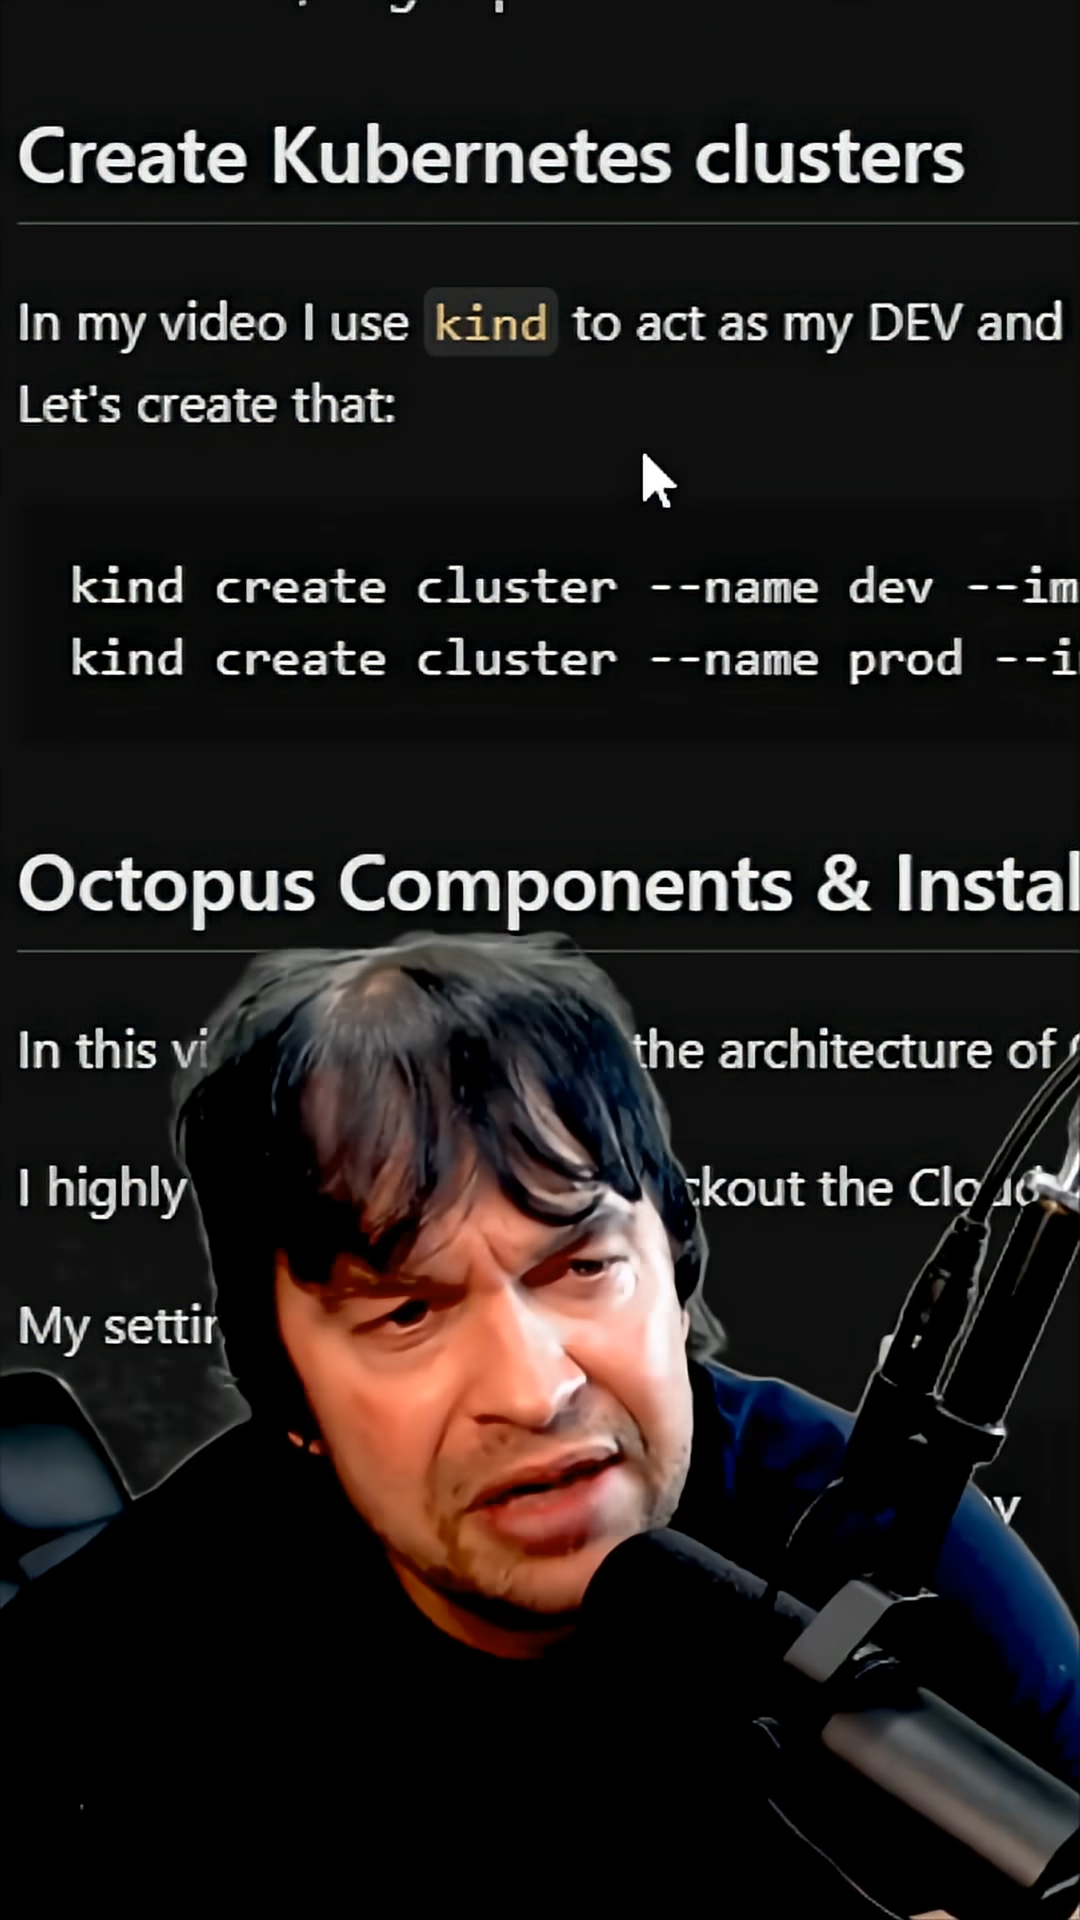 Create Kubernetes clusters
In my video I use kind to act as my DEV and
Let's create that:
kind create cluster --name dev --im
kind create cluster --name prod --i
Octopus Components & Instal
In this vi the architecture of
I highly ckout the Cloud
My settin